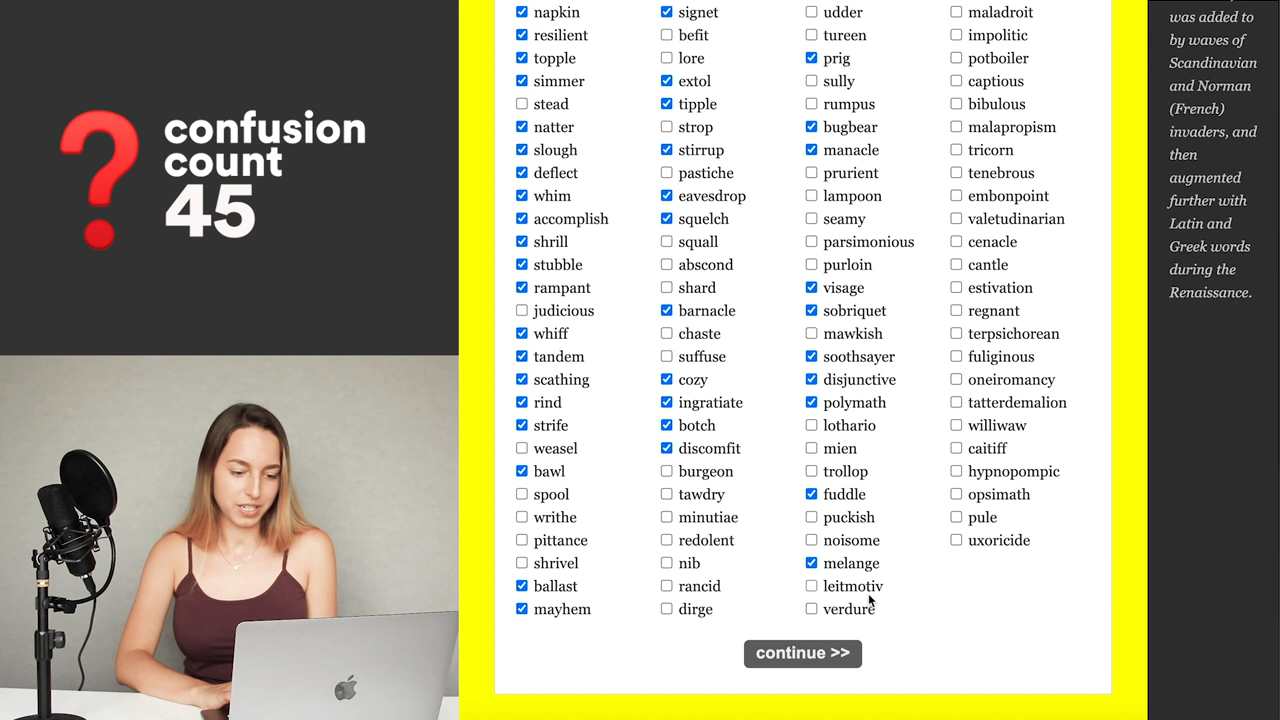 confusion
count
45
napkin
resilient
topple
simmer
stead
natter
slough
deflect
whim
accomplish
shrill
stubble
rampant
judicious
whiff
tandem
scathing
rind
strife
weasel
bawl
spool
writhe
pittance
shrivel
ballast
mayhem
signet
befit
lore
extol
tipple
strop
stirrup
pastiche
eavesdrop
squelch
squall
abscond
shard
barnacle
chaste
suffuse
cozy
ingratiate
botch
discomfit
burgeon
tawdry
minutiae
redolent
nib
rancid
dirge
udder
tureen
prig
sully
rumpus
bugbear
manacle
prurient
lampoon
seamy
parsimonious
purloin
visage
sobriquet
mawkish
soothsayer
disjunctive
polymath
lothario
mien
trollop
fuddle
puckish
noisome
melange
leitmotiv
verdure
maladroit
impolitic
potboiler
captious
bibulous
malapropism
tricorn
tenebrous
embonpoint
valetudinarian
cenacle
cantle
estivation
regnant
terpsichorean
fuliginous
oneiromancy
tatterdemalion
williwaw
caitiff
hypnopompic
opsimath
pule
uxoricide
continue >>
was added to
by waves of
Scandinavian
and Norman
(French)
invaders, and
then
augmented
further with
Latin and
Greek words
during the
Renaissance.